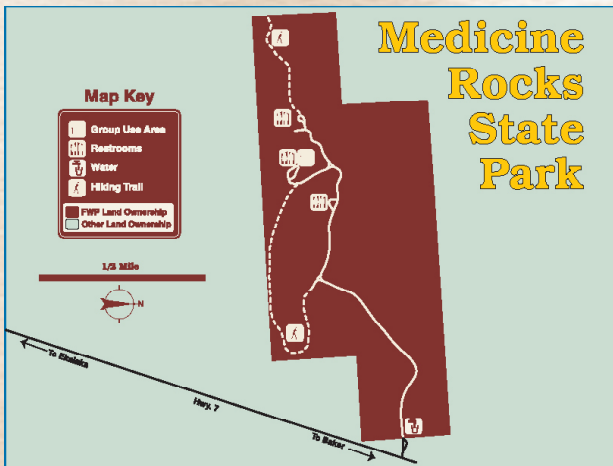 Medicine
Rocks
State
Park
Map Key
Group Use Area
Restrooms
Water
Hiking Trail
FWP Land Ownership
Other Land Ownership
1/2 Mile
N
To Ekalaka
Hwy. 7
To Baker